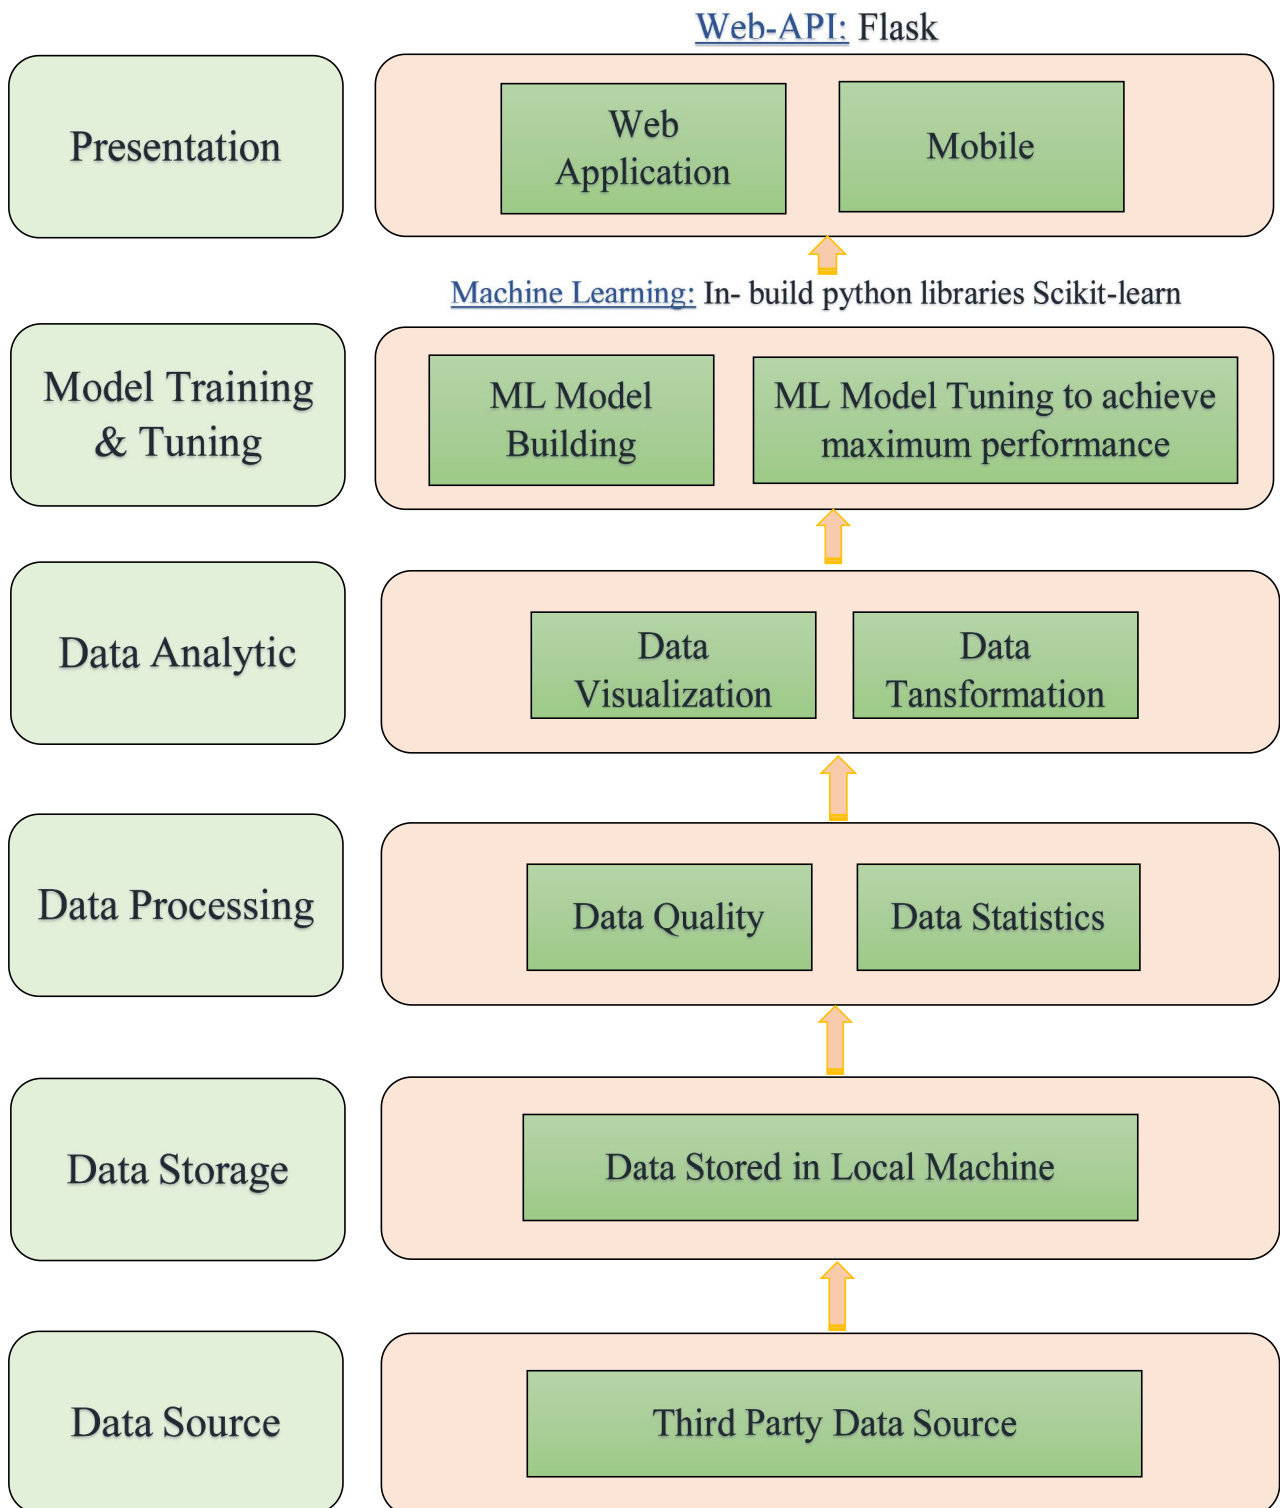 Web-API: Flask
Presentation
Web
Application
Mobile
Machine Learning: In- build python libraries Scikit-learn
Model Training
& Tuning
ML Model
Building
ML Model Tuning to achieve
maximum performance
Data Analytic
Data
Visualization
Data
Tansformation
Data Processing
Data Quality
Data Statistics
Data Storage
Data Stored in Local Machine
Data Source
Third Party Data Source